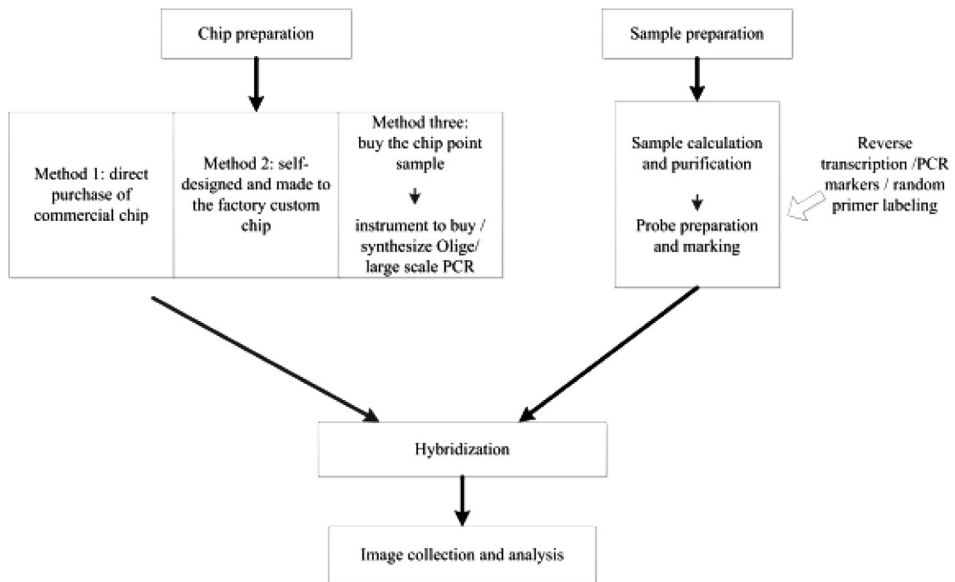 Chip preparation
Sample preparation
Method 1: direct
purchase of
commercial chip
Method 2: self-
designed and made to
the factory custom
chip
Method three:
buy the chip point
sample
instrument to buy /
synthesize Olige/
large scale PCR
Sample calculation
and purification
Probe preparation
and marking
Reverse
transcription /PCR
markers / random
primer labeling
Hybridization
Image collection and analysis